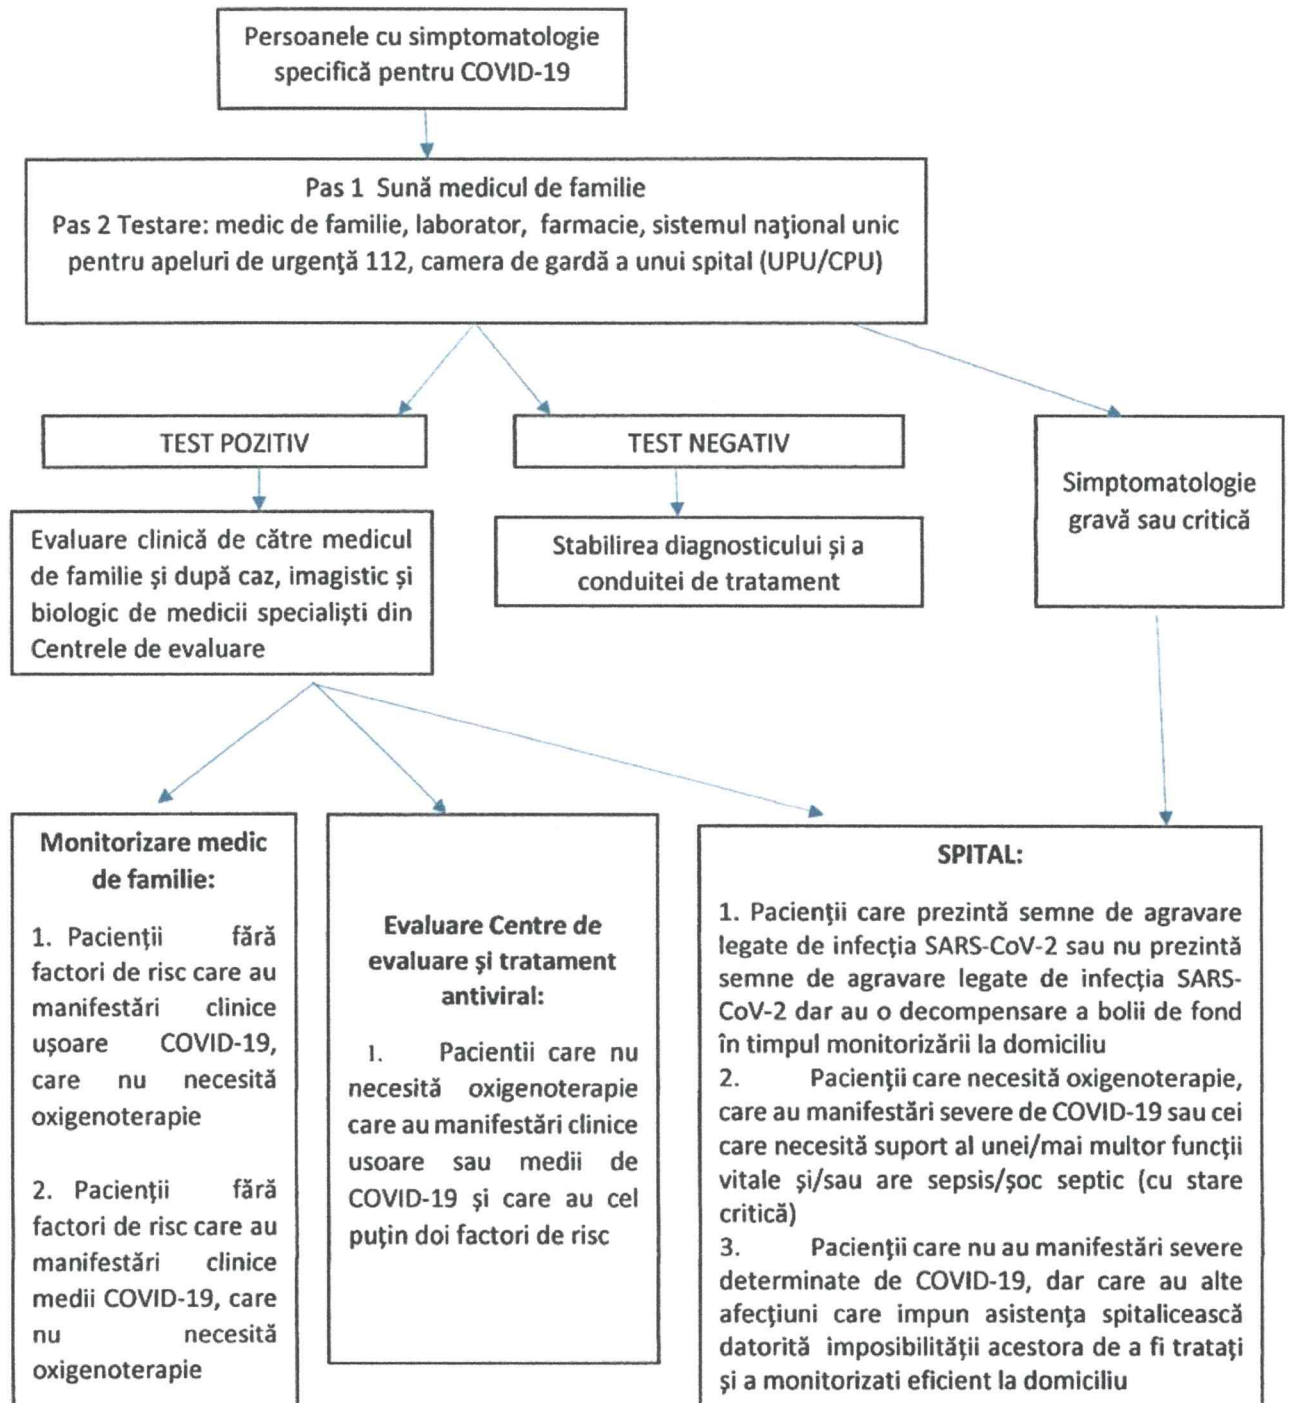 Persoanele cu simptomatologie
specifică pentru COVID-19
Pas 1 Sună medicul de familie
Pas 2 Testare: medic de familie, laborator, farmacie, sistemul naţional unic
pentru apeluri de urgenţă 112, camera de gardă a unui spital (UPU/CPU)
TEST POZITIV
TEST NEGATIV
Simptomatologie
gravă sau critică
Evaluare clinică de către medicul
de familie și după caz, imagistic și
biologic de medicii specialiști din
Centrele de evaluare
Stabilirea diagnosticului și a
conduitei de tratament
Monitorizare medic
de familie:
1. Pacienţii fără
factori de risc care au
manifestări clinice
ușoare COVID-19,
care nu necesită
oxigenoterapie
2. Pacienţii fără
factori de risc care au
manifestări clinice
medii COVID-19, care
nu necesită
oxigenoterapie
Evaluare Centre de
evaluare și tratament
antiviral:
1. Pacientii care nu
necesită oxigenoterapie
care au manifestări clinice
usoare sau medii de
COVID-19 și care au cel
puţin doi factori de risc
SPITAL:
1. Pacienţii care prezintă semne de agravare
legate de infecţia SARS-CoV-2 sau nu prezintă
semne de agravare legate de infecţia SARS-
CoV-2 dar au o decompensare a bolii de fond
în timpul monitorizării la domiciliu
2. Pacienţii care necesită oxigenoterapie,
care au manifestări severe de COVID-19 sau cei
care necesită suport al unei/mai multor funcţii
vitale și/sau are sepsis/șoc septic (cu stare
critică)
3. Pacienţii care nu au manifestări severe
determinate de COVID-19, dar care au alte
afecţiuni care impun asistenţa spitalicească
datorită imposibilităţii acestora de a fi trataţi
și a monitorizati eficient la domiciliu